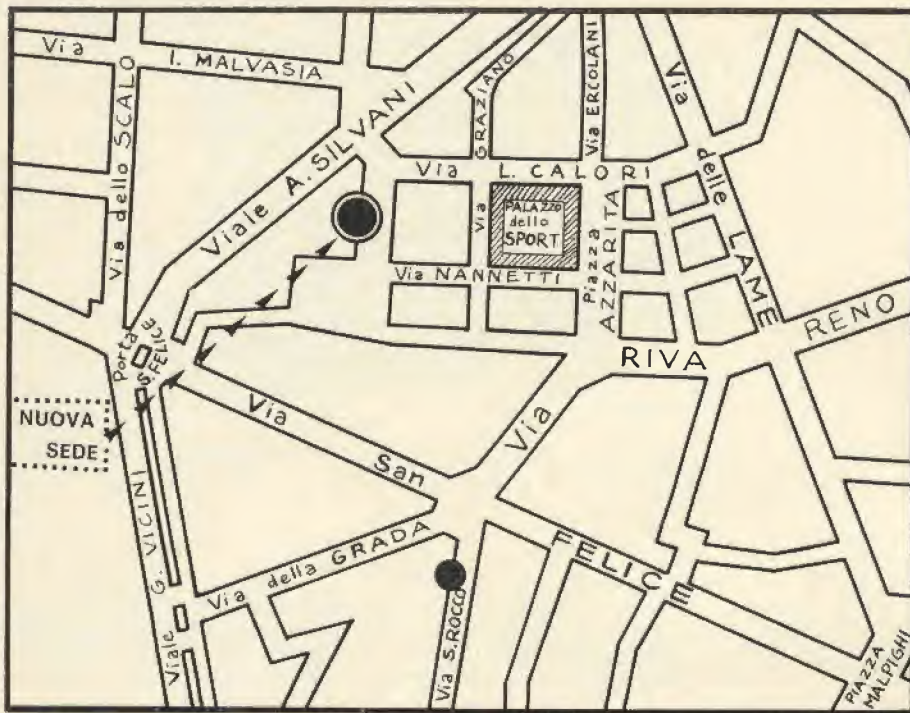 Via I. MALVASIA
Via dello SCALO
Viale A. SILVANI
Via GRAZIANO
Via ERCOLANI
Via delle LAME
Via L. CALORI
PALAZZO
dello
SPORT
Piazza
AZZARITA
Via NANNETTI
Porta
S. FELICE
RIVA RENO
Via
NUOVA
SEDE
Via San FELICE
Viale G. VICINI
Via della GRADA
Via S. ROCCO
PIAZZA
MALPIGHI